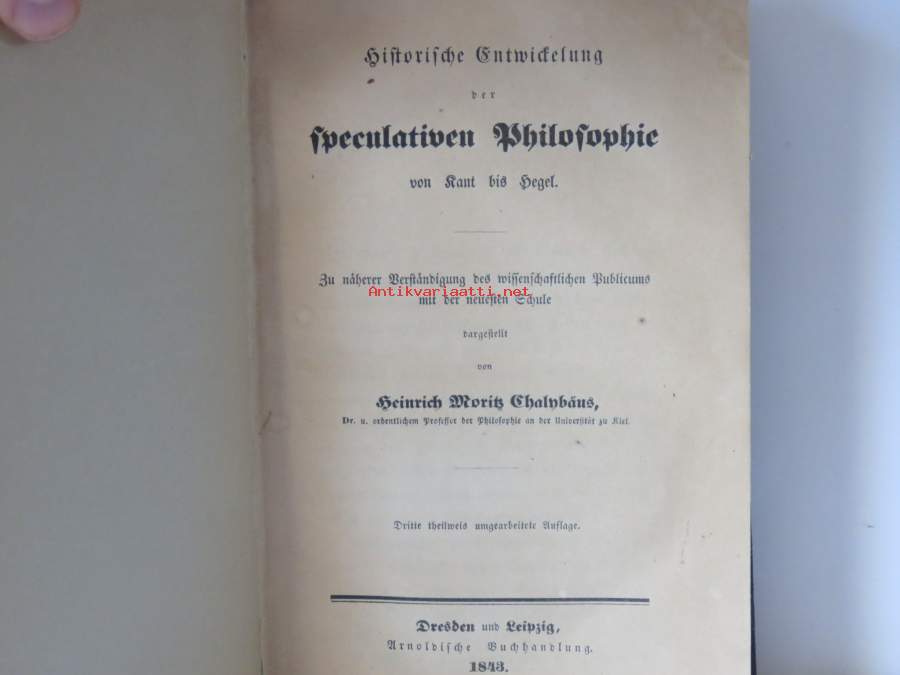 Historische Entwickelung
der
speculativen Philosophie
von Kant bis Hegel.
Zu näherer Verständigung des wissenschaftlichen Publicums
Antikvariaatti.net
mit der neuesten Schule
dargestellt
von
Heinrich Moritz Chalybäus,
Dr. u. ordentlichem Professor der Philosophie an der Universität zu Kiel.
Dritte theilweis umgearbeitete Auflage.
Dresden und Leipzig,
Arnoldische Buchhandlung.
1843.